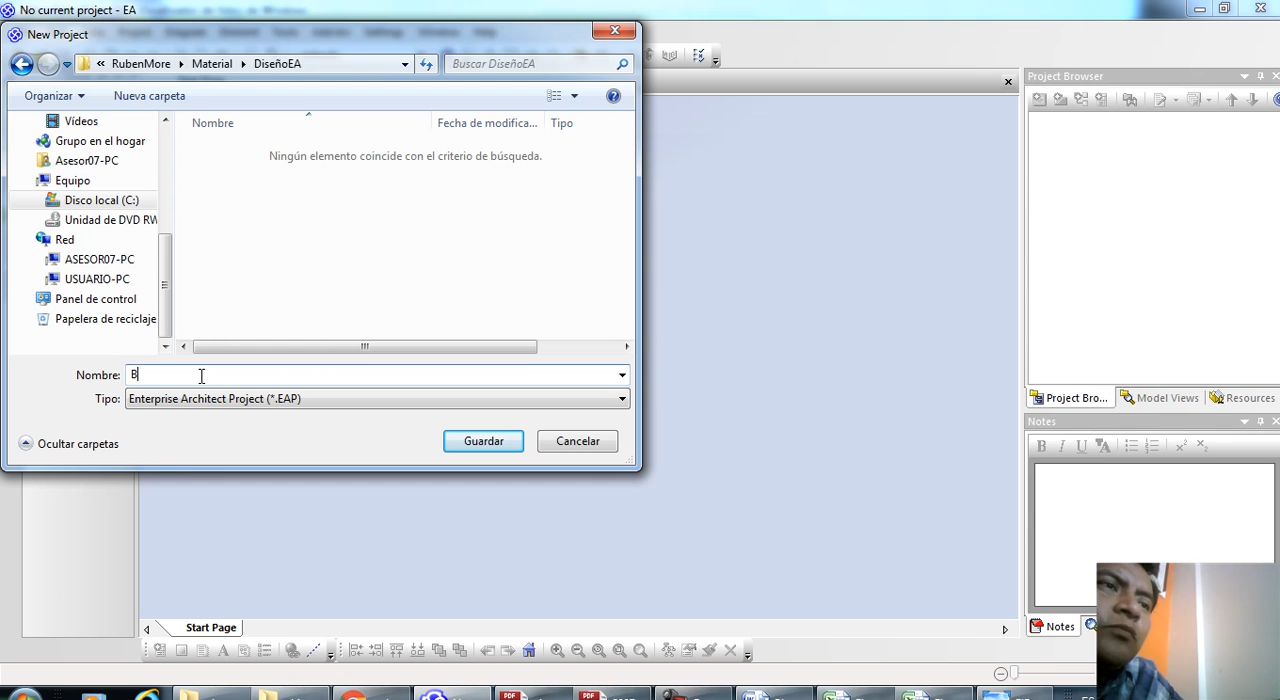 No current project - EA
New Project
« RubenMore ▸ Material ▸ DiseñoEA
Buscar DiseñoEA
Organizar
Nueva carpeta
Vídeos
Grupo en el hogar
Asesor07-PC
Equipo
Disco local (C:)
Unidad de DVD RW
Red
ASESOR07-PC
USUARIO-PC
Panel de control
Papelera de reciclaje
Nombre
Fecha de modifica...
Tipo
Ningún elemento coincide con el criterio de búsqueda.
Nombre: B
Tipo: Enterprise Architect Project (*.EAP)
Ocultar carpetas
Guardar
Cancelar
Project Browser
Project Bro...
Model Views
Resources
Notes
B I U A
Notes
Start Page